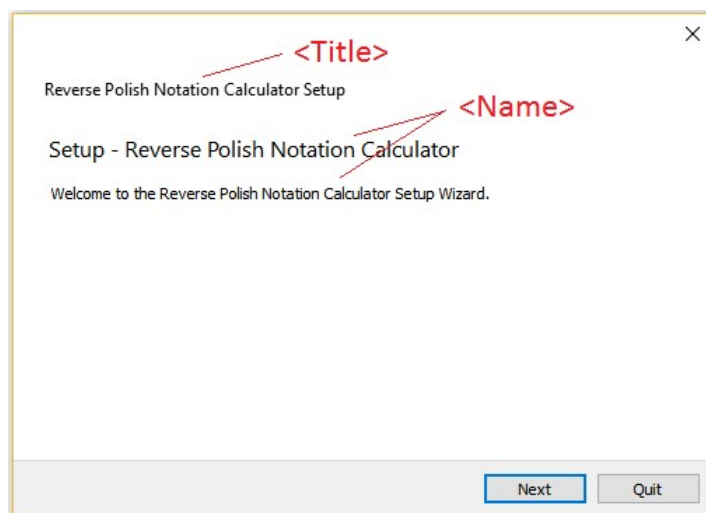 <Title>
Reverse Polish Notation Calculator Setup
<Name>
Setup - Reverse Polish Notation Calculator
Welcome to the Reverse Polish Notation Calculator Setup Wizard.
Next Quit